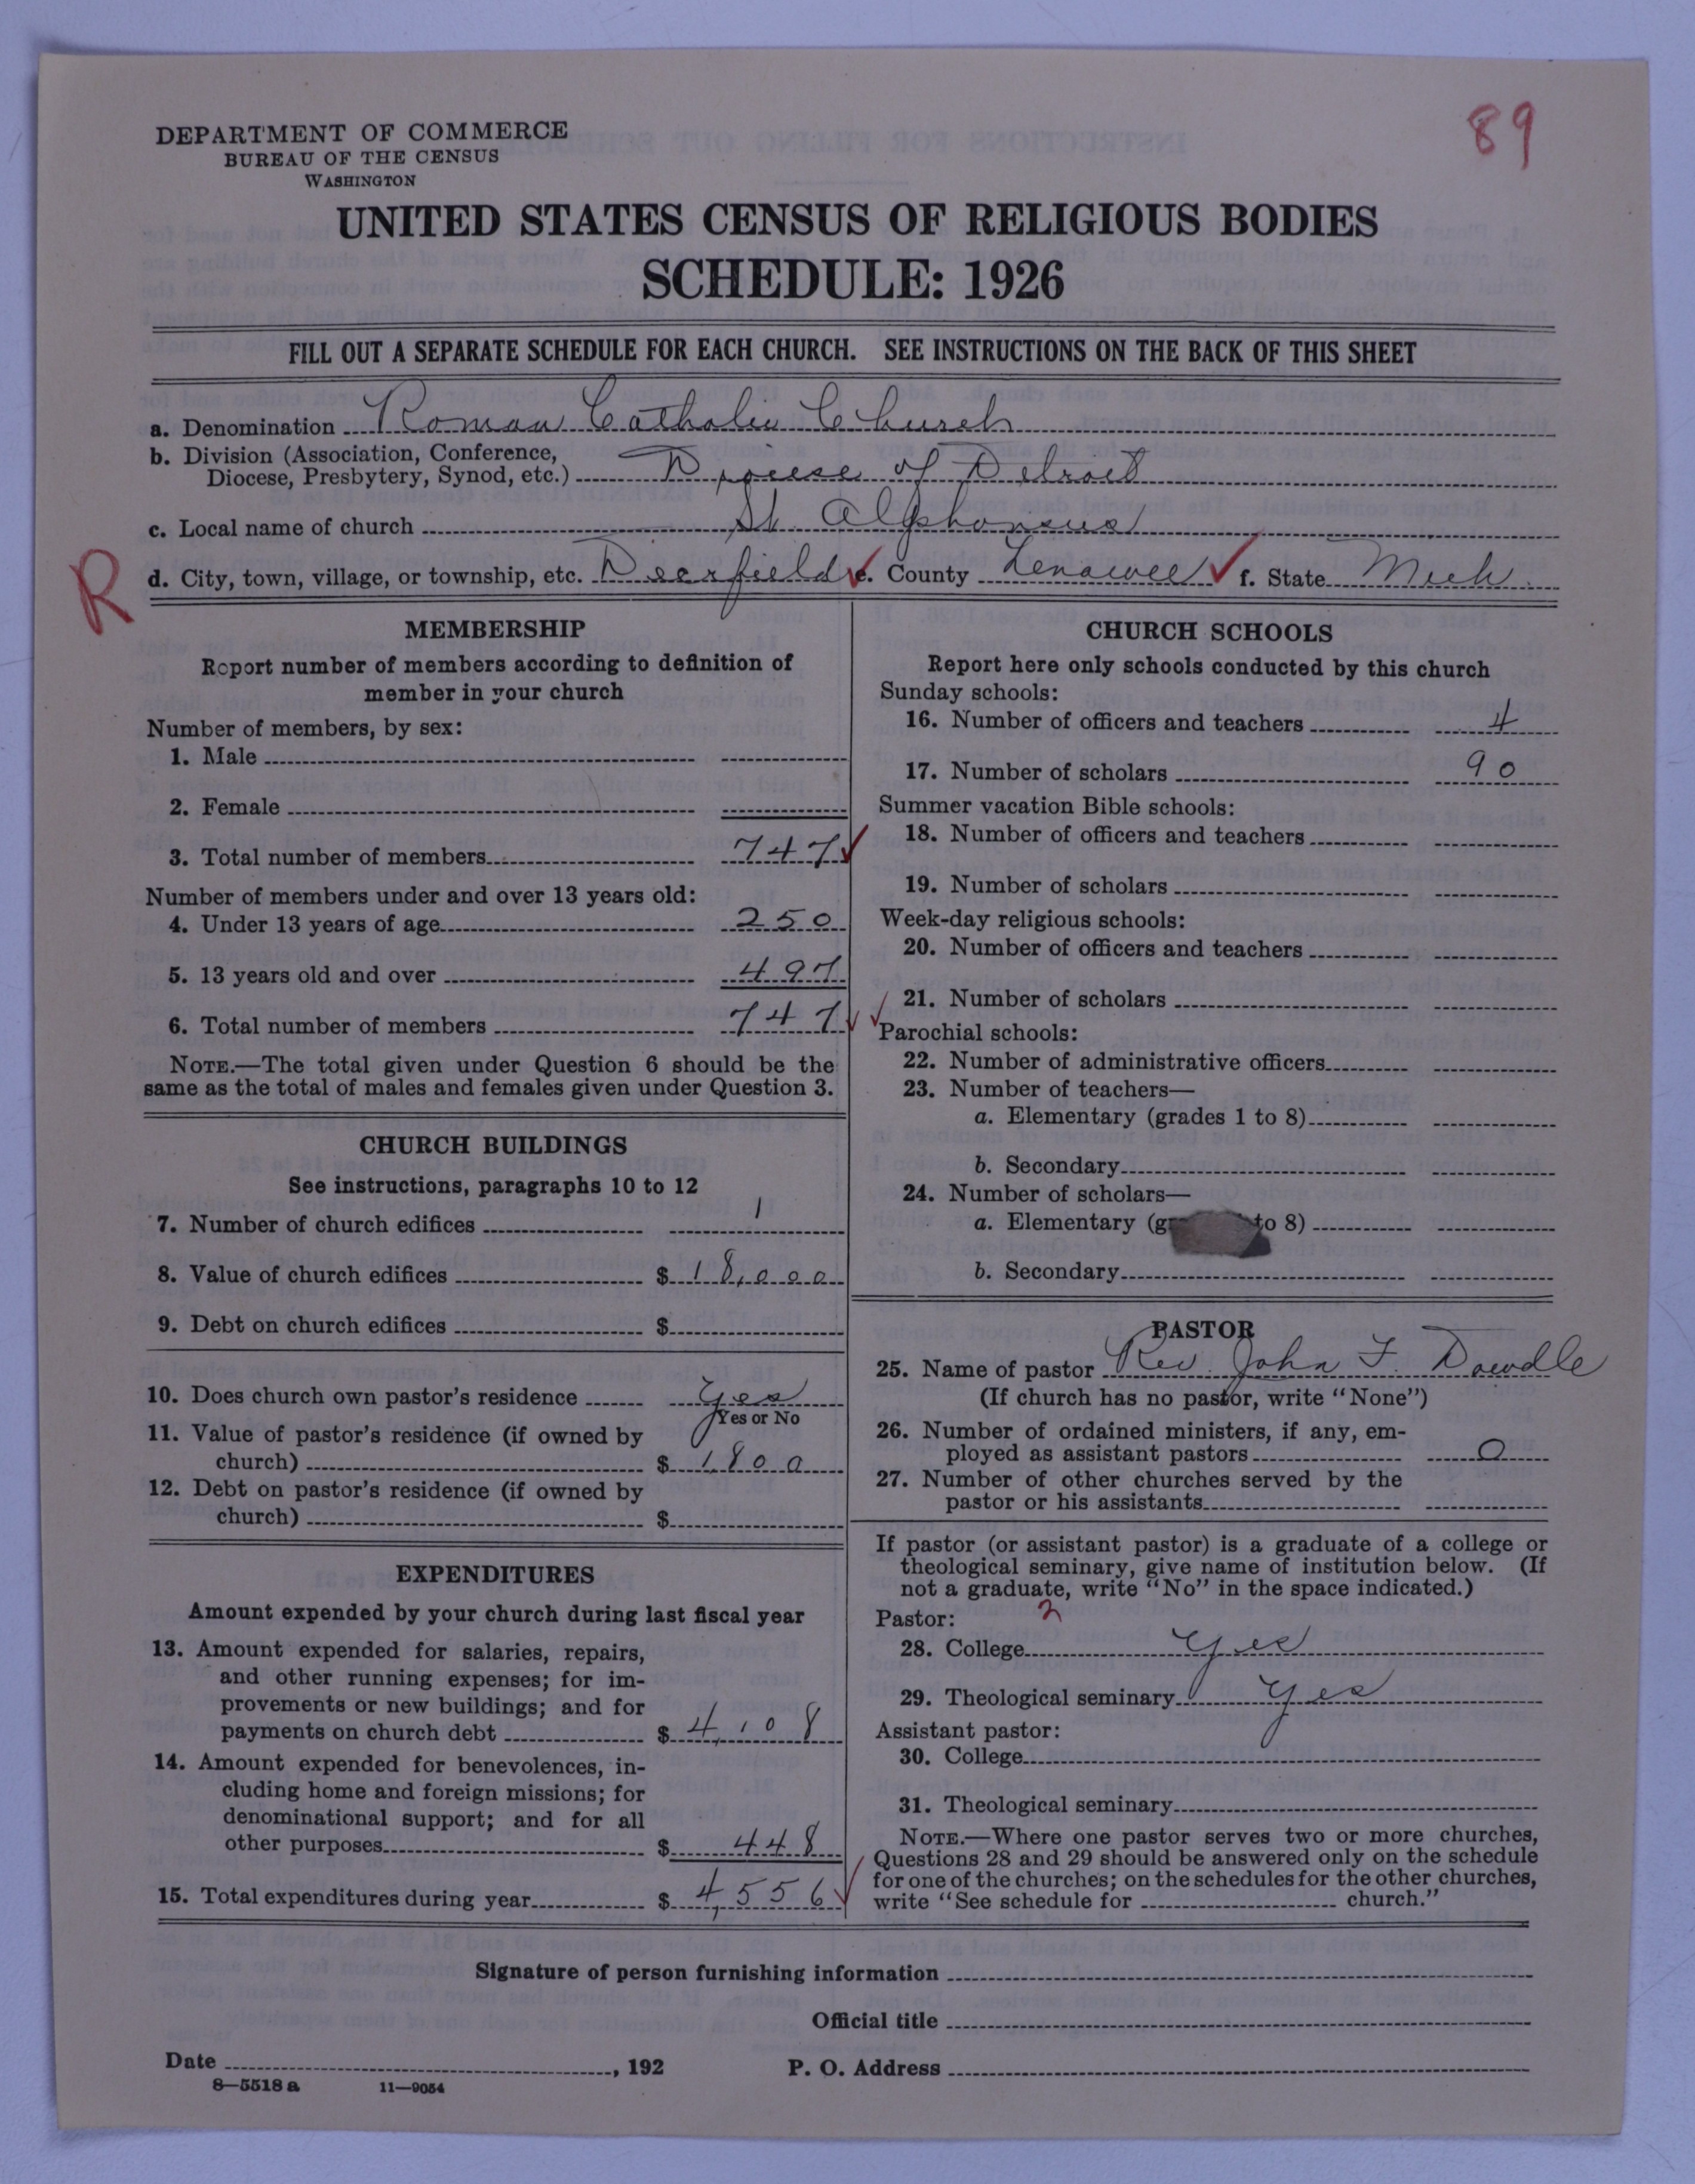 89
DEPARTMENT OF COMMERCE
BUREAU OF THE CENSUS
WASHINGTON
UNITED STATES CENSUS OF RELIGIOUS BODIES
SCHEDULE: 1926
FILL OUT A SEPARATE SCHEDULE FOR EACH CHURCH. SEE INSTRUCTIONS ON THE BACK OF THIS SHEET
a. Denomination Roman Catholic Church
b. Division (Association, Conference,
Diocese, Presbytery, Synod, etc.) Diocese of Detroit
c. Local name of church St. Alphonsus
R
d. City, town, village, or township, etc. Deerfield e. County Lenawee f. State Mich.
MEMBERSHIP
Report number of members according to definition of
member in your church
Number of members, by sex:
1. Male
2. Female
3. Total number of members 747
Number of members under and over 13 years old:
4. Under 13 years of age 250
5. 13 years old and over 497
6. Total number of members 747
NOTE.—The total given under Question 6 should be the
same as the total of males and females given under Question 3.
CHURCH BUILDINGS
See instructions, paragraphs 10 to 12
7. Number of church edifices 1
8. Value of church edifices $ 18,000
9. Debt on church edifices $
10. Does church own pastor's residence yes
Yes or No
11. Value of pastor's residence (if owned by
church) $ 1,800
12. Debt on pastor's residence (if owned by
church) $
EXPENDITURES
Amount expended by your church during last fiscal year
13. Amount expended for salaries, repairs,
and other running expenses; for im-
provements or new buildings; and for
payments on church debt $ 4,108
14. Amount expended for benevolences, in-
cluding home and foreign missions; for
denominational support; and for all
other purposes $ 448
15. Total expenditures during year $ 4,556
CHURCH SCHOOLS
Report here only schools conducted by this church
Sunday schools:
16. Number of officers and teachers 4
17. Number of scholars 90
Summer vacation Bible schools:
18. Number of officers and teachers
19. Number of scholars
Week-day religious schools:
20. Number of officers and teachers
21. Number of scholars
Parochial schools:
22. Number of administrative officers
23. Number of teachers—
a. Elementary (grades 1 to 8)
b. Secondary
24. Number of scholars—
a. Elementary (g to 8)
b. Secondary
PASTOR
25. Name of pastor Rev. John F. Dowdle
(If church has no pastor, write "None")
26. Number of ordained ministers, if any, em-
ployed as assistant pastors 0
27. Number of other churches served by the
pastor or his assistants
If pastor (or assistant pastor) is a graduate of a college or
theological seminary, give name of institution below. (If
not a graduate, write "No" in the space indicated.)
Pastor: 2
28. College yes
29. Theological seminary yes
Assistant pastor:
30. College
31. Theological seminary
NOTE.—Where one pastor serves two or more churches,
Questions 28 and 29 should be answered only on the schedule
for one of the churches; on the schedules for the other churches,
write "See schedule for church."
Signature of person furnishing information
Official title
Date , 192 P. O. Address
8—5518 a 11—9054